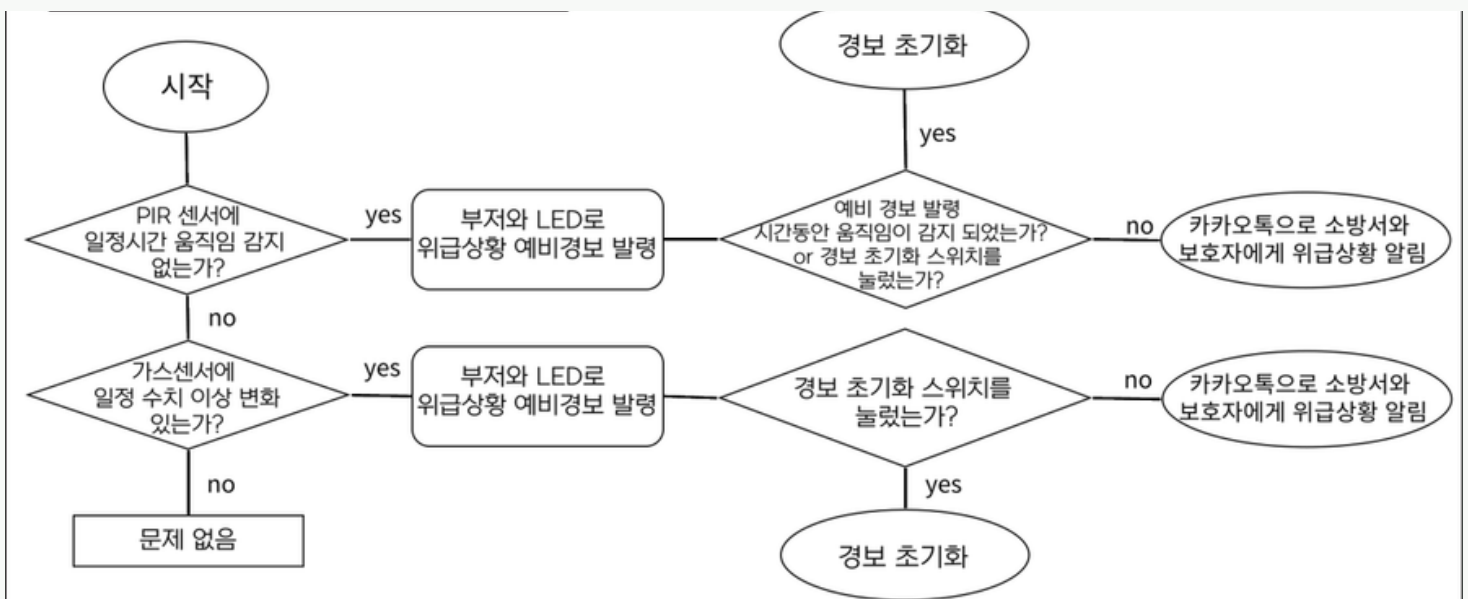 경보 초기화
시작
yes
PIR 센서에
일정시간 움직임 감지
없는가?
yes
부저와 LED로
위급상황 예비경보 발령
예비 경보 발령
시간동안 움직임이 감지 되었는가?
or 경보 초기화 스위치를
눌렀는가?
no
카카오톡으로 소방서와
보호자에게 위급상황 알림
no
가스센서에
일정 수치 이상 변화
있는가?
yes
부저와 LED로
위급상황 예비경보 발령
경보 초기화 스위치를
눌렀는가?
no
카카오톡으로 소방서와
보호자에게 위급상황 알림
no
yes
문제 없음
경보 초기화